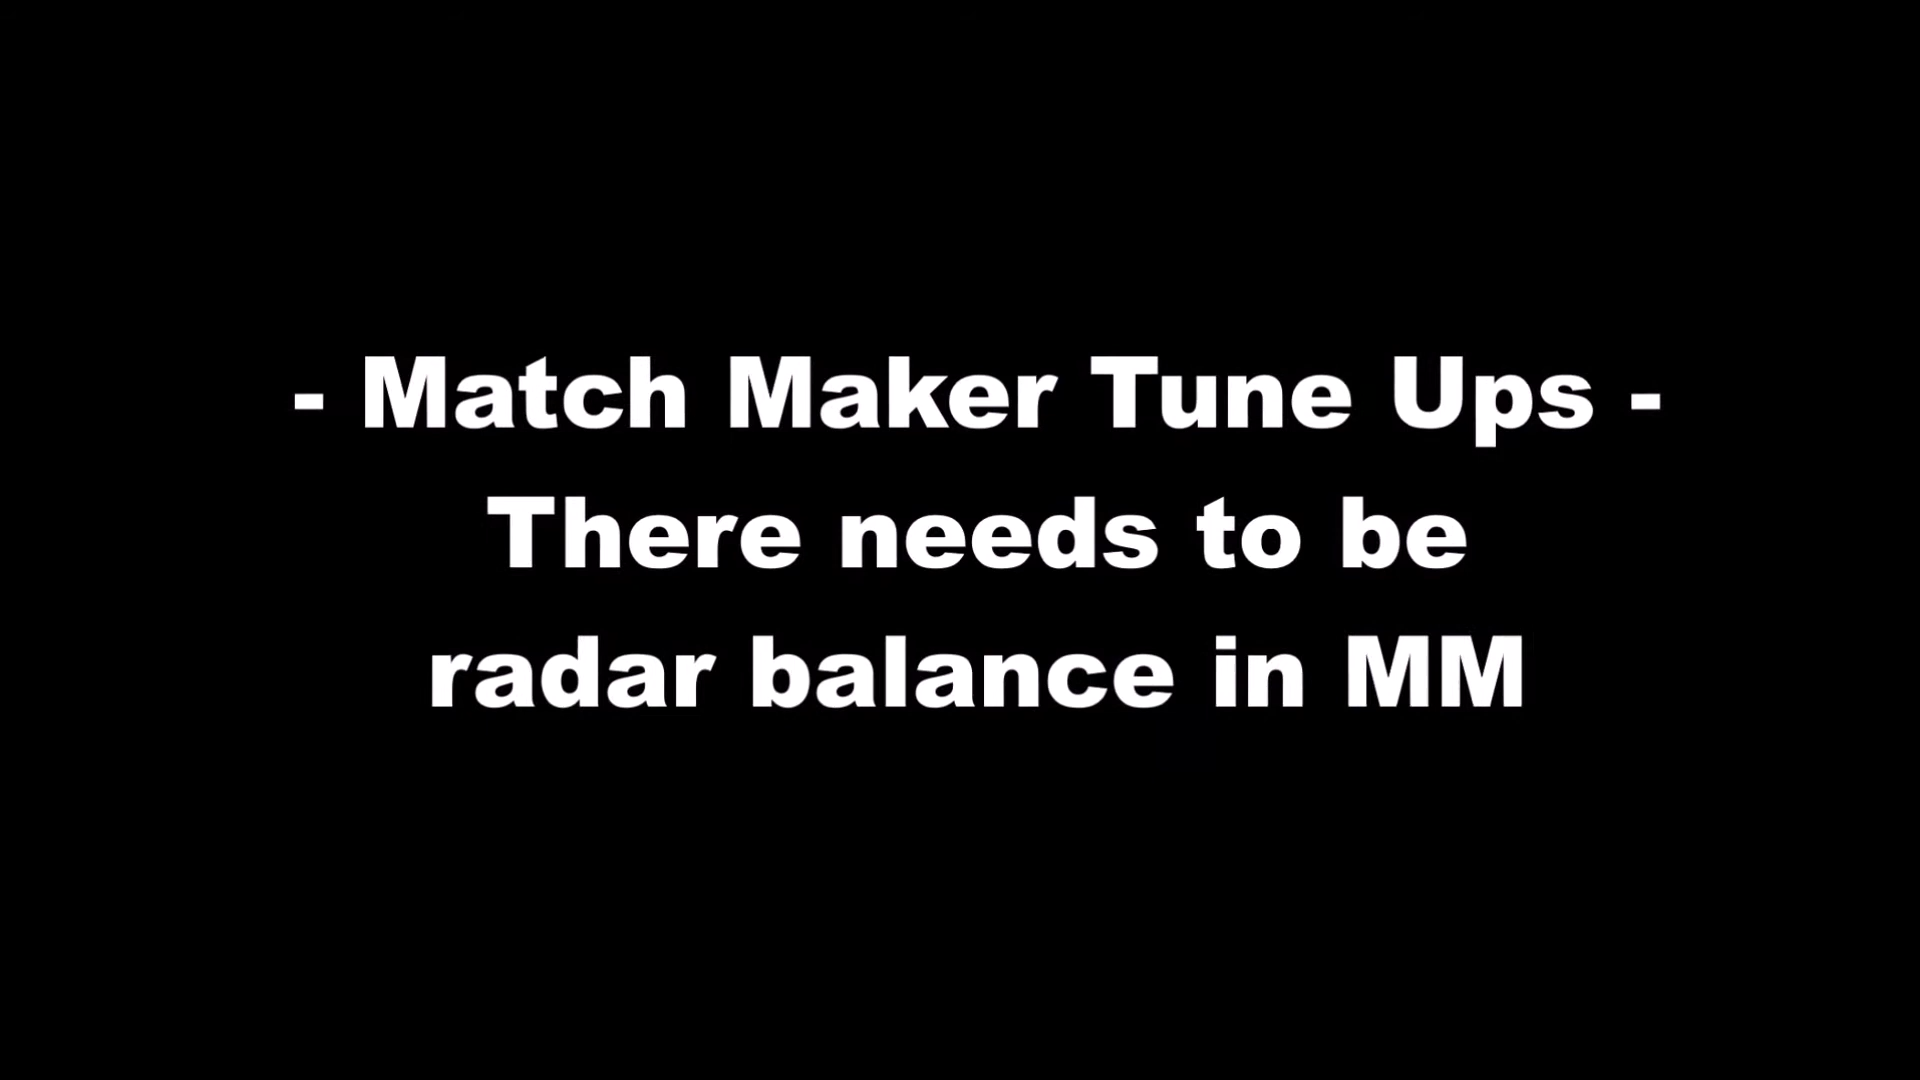 - Match Maker Tune Ups -
There needs to be
radar balance in MM